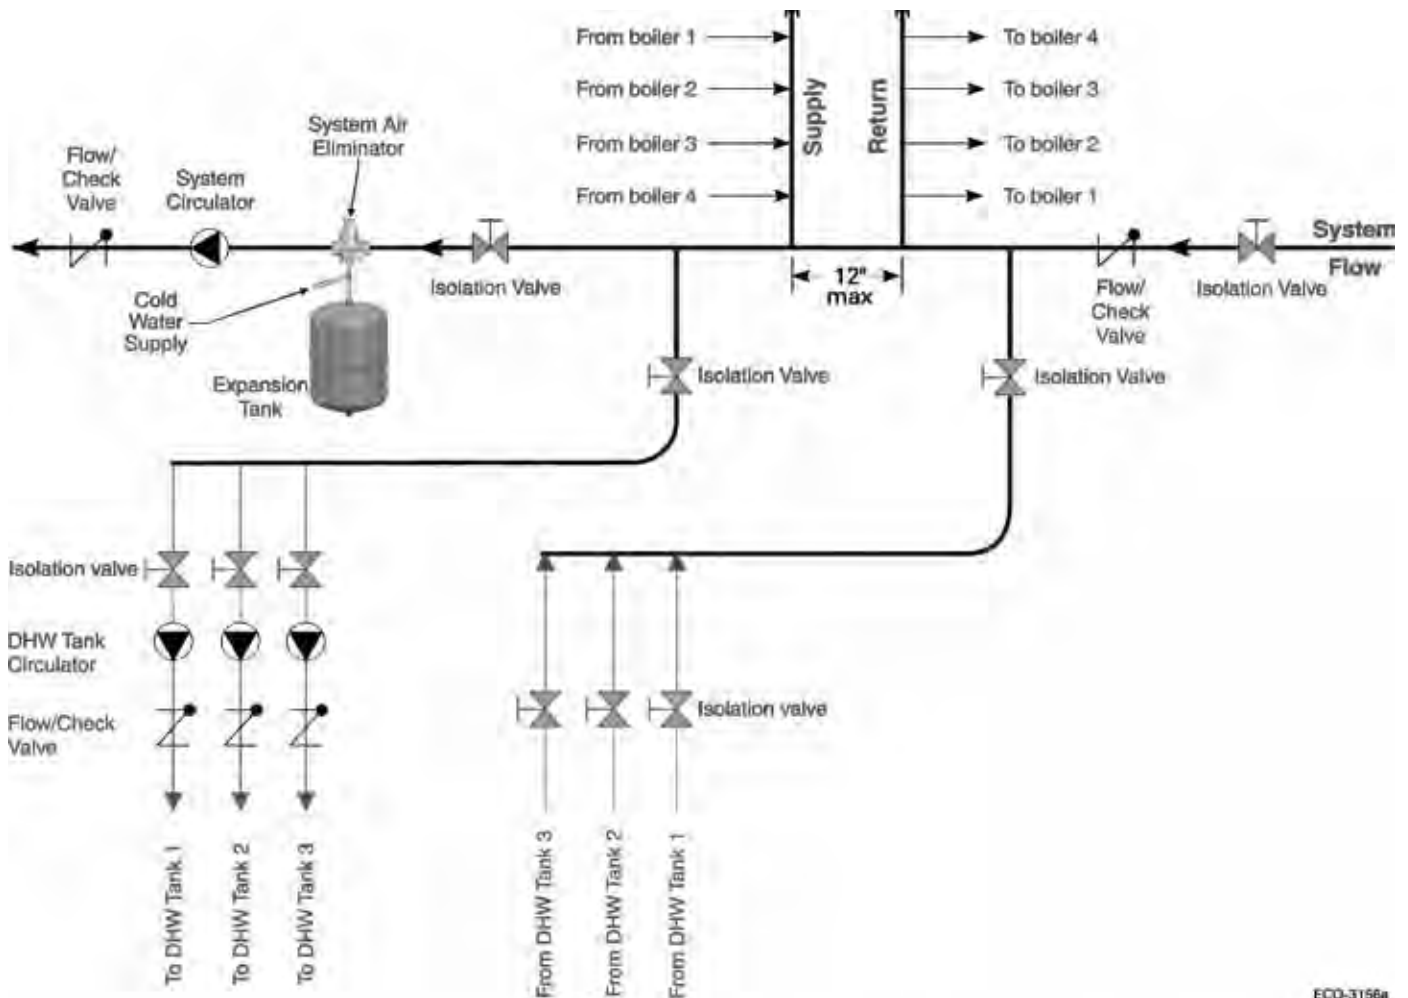 From boiler 1
To boiler 4
From boiler 2
Supply
Return
To boiler 3
System Air
Eliminator
From boiler 3
To boiler 2
Flow/
Check
Valve
System
Circulator
From boiler 4
To boiler 1
System
Flow
12"
max
Isolation Valve
Flow/
Check
Valve
Isolation Valve
Cold
Water
Supply
Expansion
Tank
Isolation Valve
Isolation Valve
Isolation valve
DHW Tank
Circulator
Flow/Check
Valve
Isolation valve
To DHW Tank 1
To DHW Tank 2
To DHW Tank 3
From DHW Tank 3
From DHW Tank 2
From DHW Tank 1
ECO-3156a